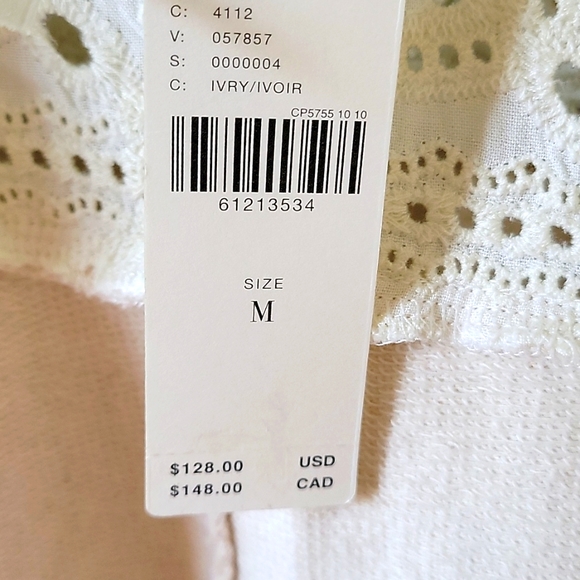 C: 4112
V: 057857
S: 0000004
C: IVRY/IVOIR
CP5755 10 10
61213534
SIZE
M
$128.00 USD
$148.00 CAD